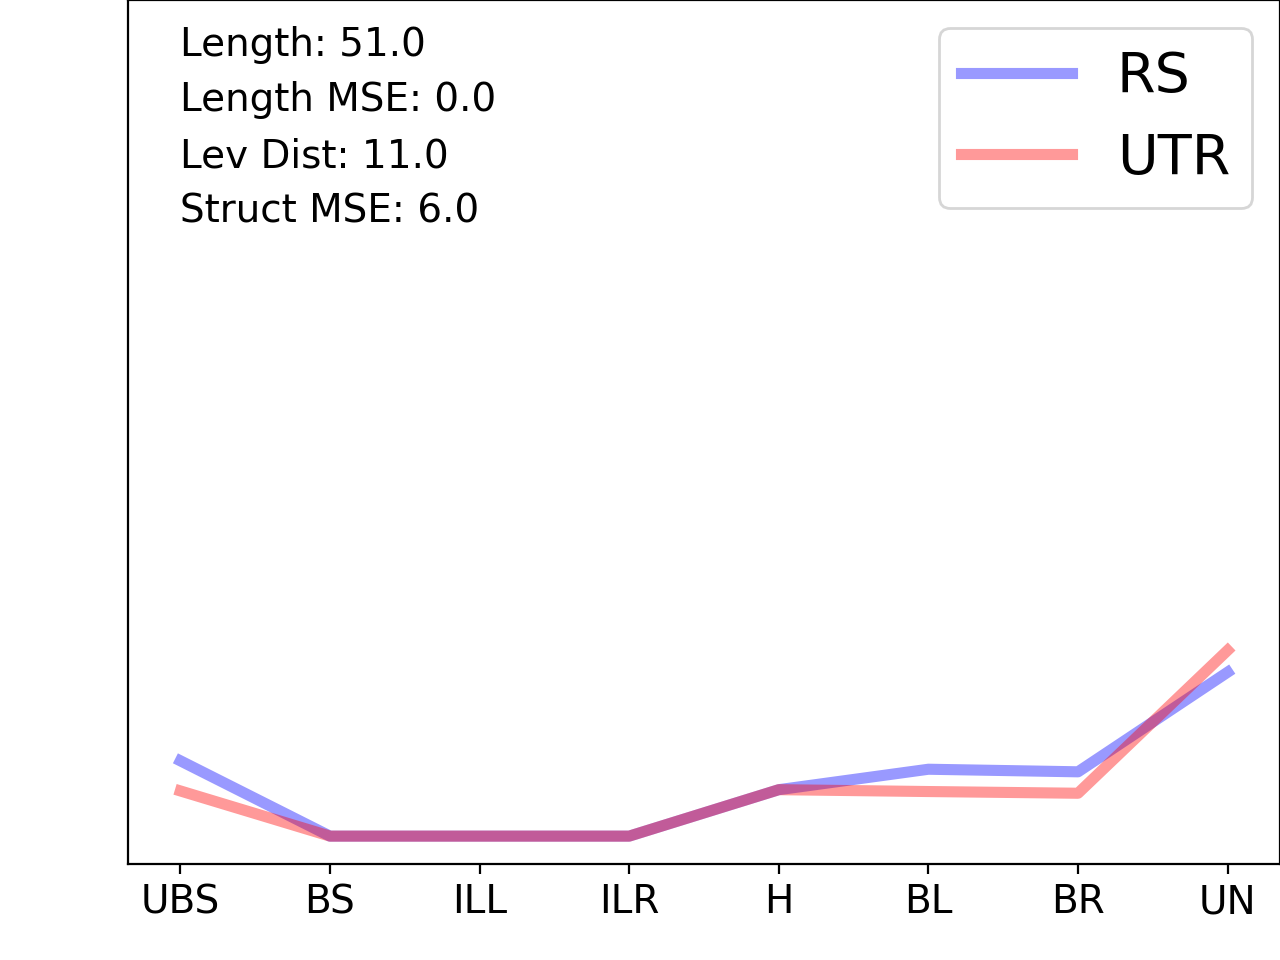 Length: 51.0
Length MSE: 0.0
Lev Dist: 11.0
Struct MSE: 6.0
RS
UTR
UBS BS ILL ILR H BL BR UN